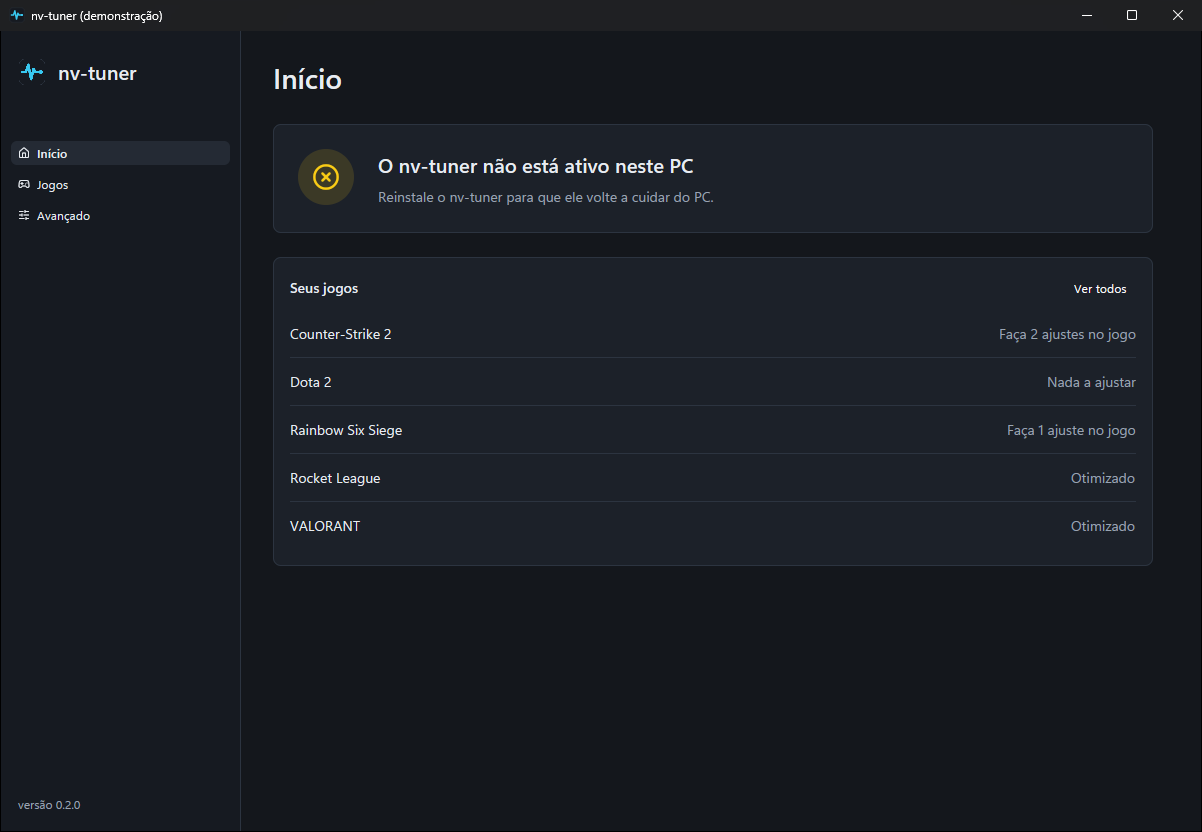 nv-tuner (demonstração)
nv-tuner
Início
Jogos
Avançado
versão 0.2.0
Início
O nv-tuner não está ativo neste PC
Reinstale o nv-tuner para que ele volte a cuidar do PC.
Seus jogos
Ver todos
Counter-Strike 2
Faça 2 ajustes no jogo
Dota 2
Nada a ajustar
Rainbow Six Siege
Faça 1 ajuste no jogo
Rocket League
Otimizado
VALORANT
Otimizado